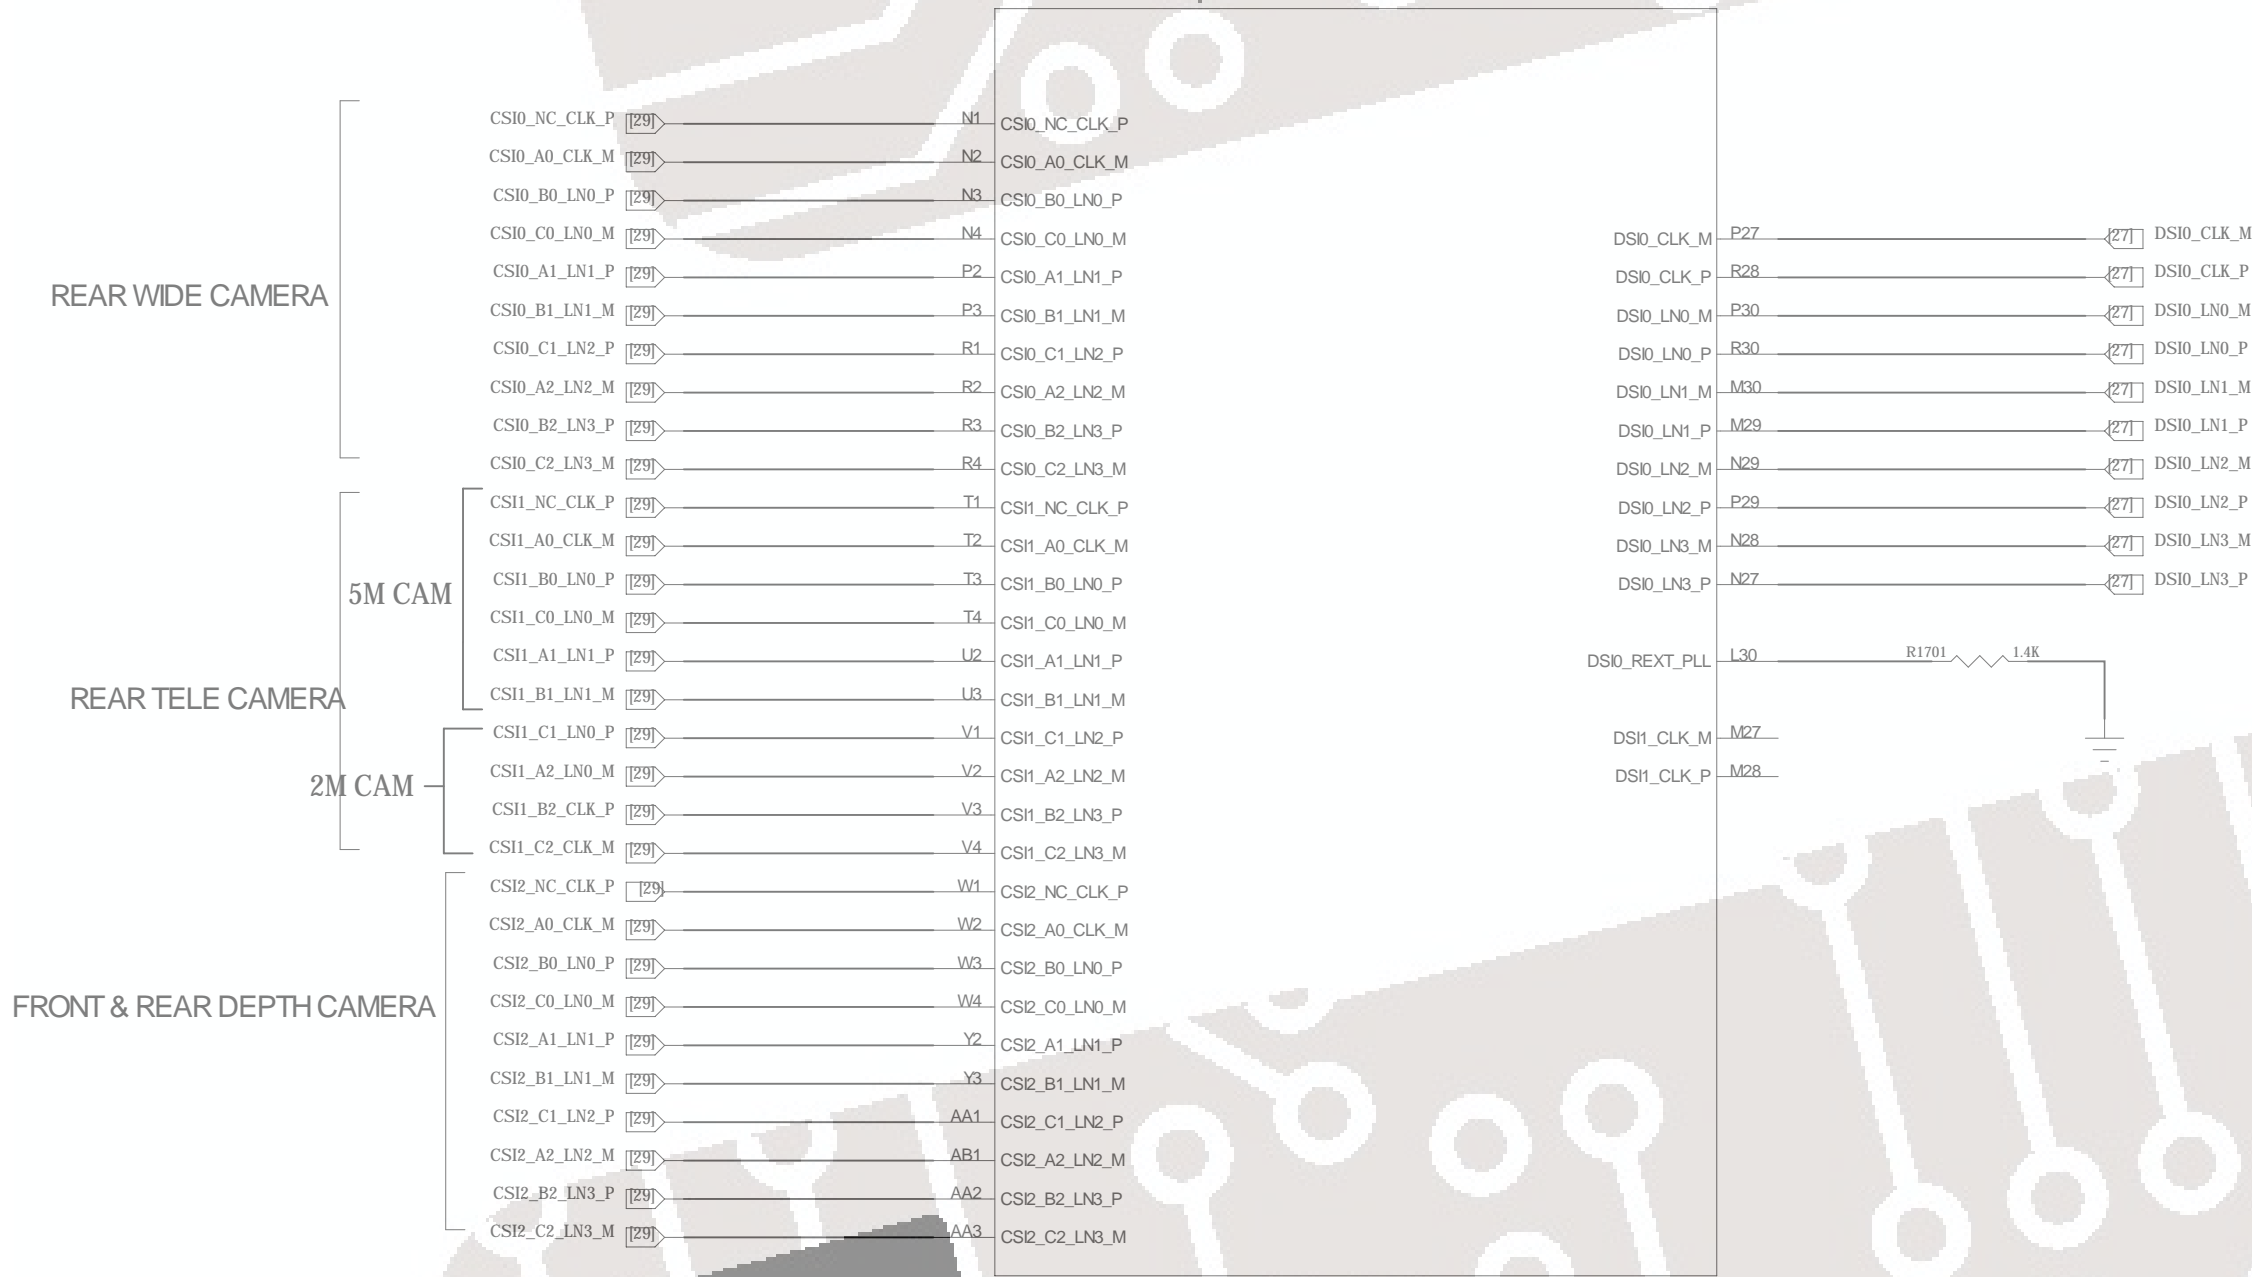 CSI0_NC_CLK_P [29] N1 CSI0_NC_CLK_P
CSI0_A0_CLK_M [29] N2 CSI0_A0_CLK_M
CSI0_B0_LN0_P [29] N3 CSI0_B0_LN0_P
CSI0_C0_LN0_M [29] N4 CSI0_C0_LN0_M
CSI0_A1_LN1_P [29] P2 CSI0_A1_LN1_P
REAR WIDE CAMERA
CSI0_B1_LN1_M [29] P3 CSI0_B1_LN1_M
CSI0_C1_LN2_P [29] R1 CSI0_C1_LN2_P
CSI0_A2_LN2_M [29] R2 CSI0_A2_LN2_M
CSI0_B2_LN3_P [29] R3 CSI0_B2_LN3_P
CSI0_C2_LN3_M [29] R4 CSI0_C2_LN3_M
CSI1_NC_CLK_P [29] T1 CSI1_NC_CLK_P
CSI1_A0_CLK_M [29] T2 CSI1_A0_CLK_M
CSI1_B0_LN0_P [29] T3 CSI1_B0_LN0_P
5M CAM
CSI1_C0_LN0_M [29] T4 CSI1_C0_LN0_M
CSI1_A1_LN1_P [29] U2 CSI1_A1_LN1_P
CSI1_B1_LN1_M [29] U3 CSI1_B1_LN1_M
REAR TELE CAMERA
CSI1_C1_LN0_P [29] V1 CSI1_C1_LN2_P
CSI1_A2_LN0_M [29] V2 CSI1_A2_LN2_M
2M CAM
CSI1_B2_CLK_P [29] V3 CSI1_B2_LN3_P
CSI1_C2_CLK_M [29] V4 CSI1_C2_LN3_M
CSI2_NC_CLK_P [29] W1 CSI2_NC_CLK_P
CSI2_A0_CLK_M [29] W2 CSI2_A0_CLK_M
CSI2_B0_LN0_P [29] W3 CSI2_B0_LN0_P
CSI2_C0_LN0_M [29] W4 CSI2_C0_LN0_M
FRONT & REAR DEPTH CAMERA
CSI2_A1_LN1_P [29] Y2 CSI2_A1_LN1_P
CSI2_B1_LN1_M [29] Y3 CSI2_B1_LN1_M
CSI2_C1_LN2_P [29] AA1 CSI2_C1_LN2_P
CSI2_A2_LN2_M [29] AB1 CSI2_A2_LN2_M
CSI2_B2_LN3_P [29] AA2 CSI2_B2_LN3_P
CSI2_C2_LN3_M [29] AA3 CSI2_C2_LN3_M
DSI0_CLK_M P27 [27] DSI0_CLK_M
DSI0_CLK_P R28 [27] DSI0_CLK_P
DSI0_LN0_M P30 [27] DSI0_LN0_M
DSI0_LN0_P R30 [27] DSI0_LN0_P
DSI0_LN1_M M30 [27] DSI0_LN1_M
DSI0_LN1_P M29 [27] DSI0_LN1_P
DSI0_LN2_M N29 [27] DSI0_LN2_M
DSI0_LN2_P P29 [27] DSI0_LN2_P
DSI0_LN3_M N28 [27] DSI0_LN3_M
DSI0_LN3_P N27 [27] DSI0_LN3_P
DSI0_REXT_PLL L30 R1701 1.4K
DSI1_CLK_M M27
DSI1_CLK_P M28